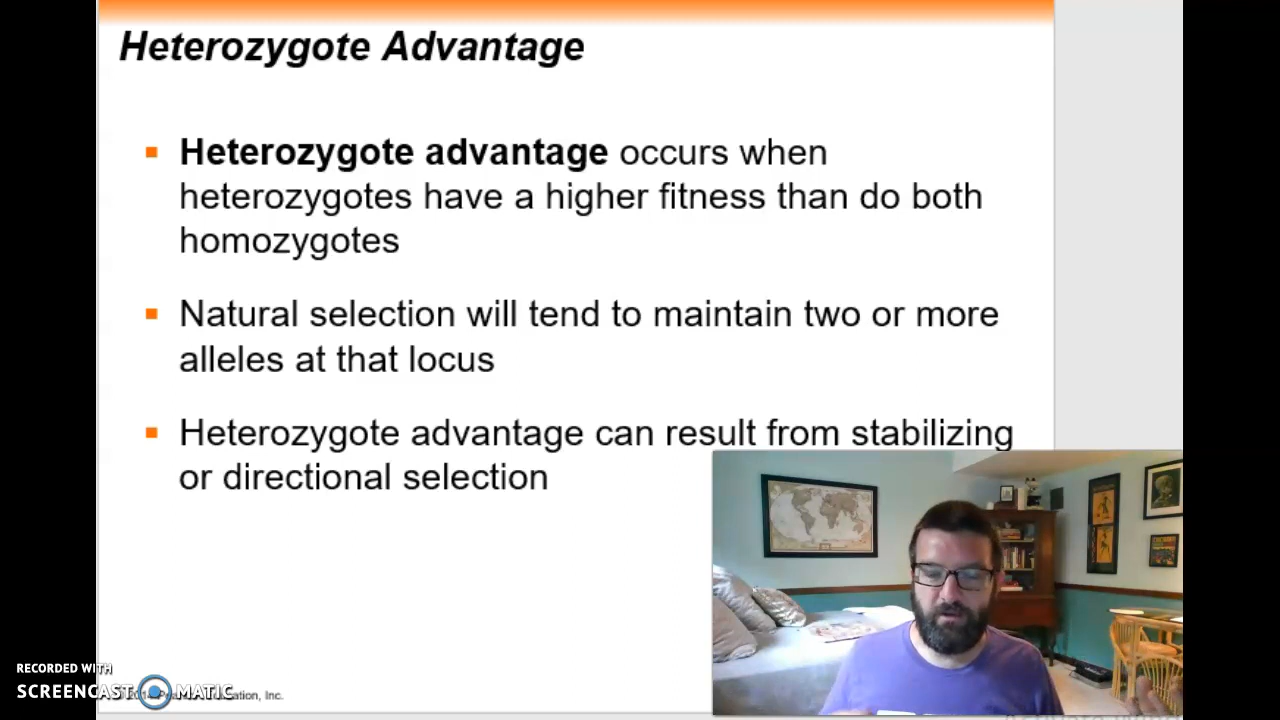 Heterozygote Advantage
Heterozygote advantage occurs when
heterozygotes have a higher fitness than do both
homozygotes
Natural selection will tend to maintain two or more
alleles at that locus
Heterozygote advantage can result from stabilizing
or directional selection
RECORDED WITH
SCREENCAST MATIC
Inc.